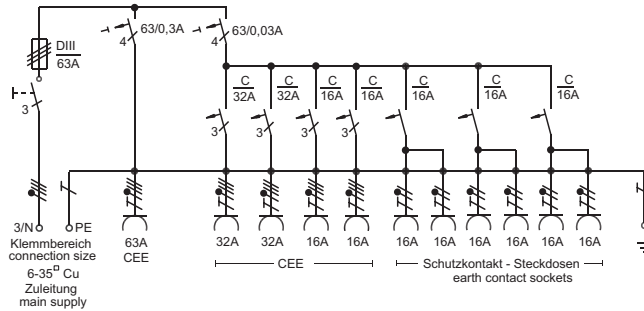 DIII
63A
3
4
63/0,3A
4
63/0,03A
C
32A
C
32A
C
16A
C
16A
C
16A
C
16A
C
16A
3
3
3
3
3/N
PE
Klemmbereich
connection size
6-35□ Cu
Zuleitung
main supply
63A
CEE
32A
32A
16A
16A
CEE
16A
16A
16A
16A
16A
16A
Schutzkontakt - Steckdosen
earth contact sockets